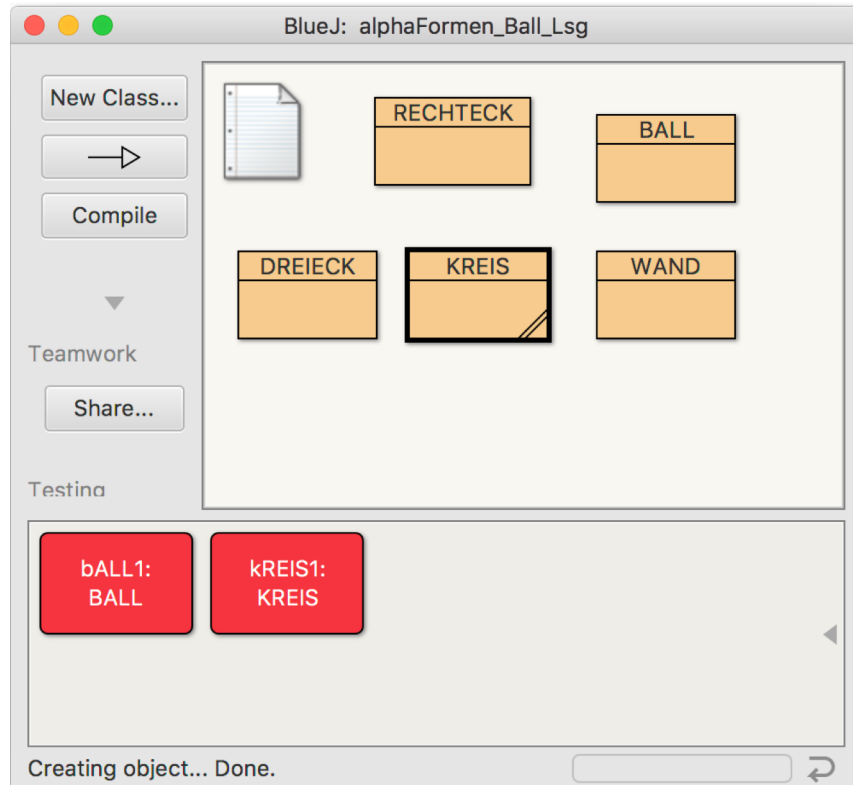 BlueJ: alphaFormen_Ball_Lsg
New Class...
Compile
Teamwork
Share...
Testing
RECHTECK
BALL
DREIECK
KREIS
WAND
bALL1:
BALL
kREIS1:
KREIS
Creating object... Done.